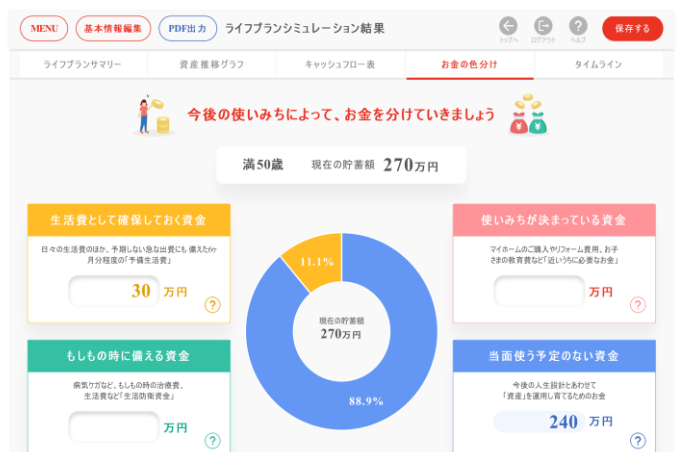 MENU 基本情報編集 PDF出力 ライフプランシミュレーション結果 トップへ ログアウト ヘルプ 保存する
ライフプランサマリー 資産推移グラフ キャッシュフロー表 お金の色分け タイムライン
今後の使いみちによって、お金を分けていきましょう
満50歳 現在の貯蓄額 270万円
生活費として確保しておく資金
日々の生活費のほか、予期しない急な出費にも 備えた6ヶ
月分程度の「予備生活費」
30 万円
?
使いみちが決まっている資金
マイホームのご購入やリフォーム費用、お子
さまの教育費など「近いうちに必要なお金」
万円
?
11.1%
現在の貯蓄額
270万円
88.9%
もしもの時に備える資金
病気ケガなど、もしもの時の治療費、
生活費など「生活防衛資金」
万円
?
当面使う予定のない資金
今後の人生設計とあわせて
「資産」を運用し育てるためのお金
240 万円
?